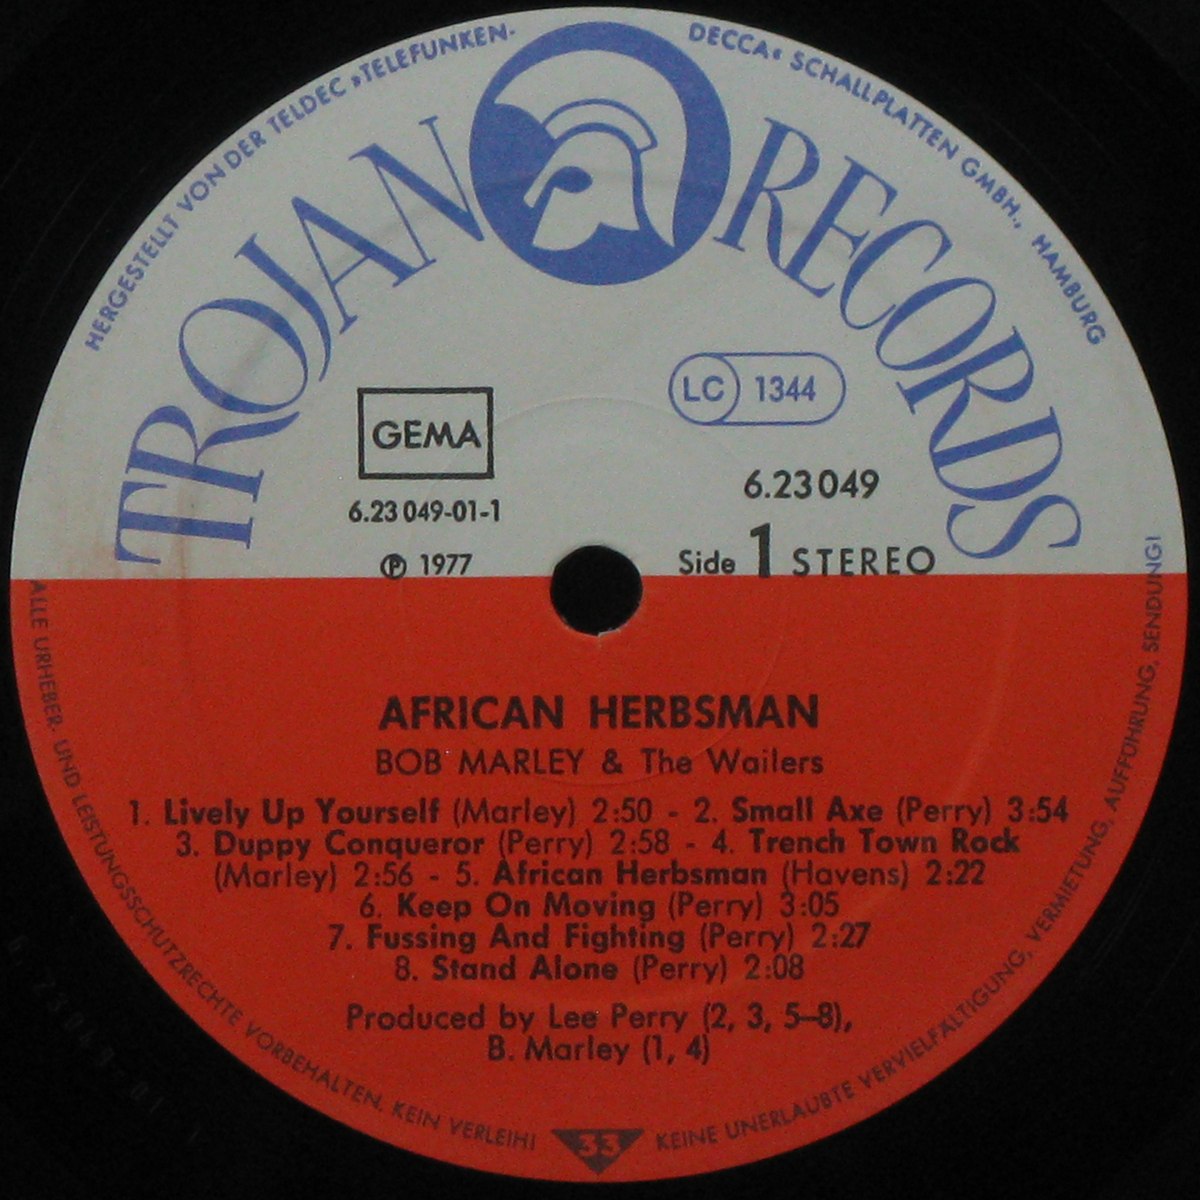 HERGESTELLT VON DER TELDEC »TELEFUNKEN-DECCA« SCHALLPLATTEN GMBH., HAMBURG
TROJAN RECORDS
GEMA
LC 1344
6.23 049-01-1
6.23 049
℗ 1977
Side 1 STEREO
AFRICAN HERBSMAN
BOB MARLEY & The Wailers
1. Lively Up Yourself (Marley) 2:50 - 2. Small Axe (Perry) 3:54
3. Duppy Conqueror (Perry) 2:58 - 4. Trench Town Rock
(Marley) 2:56 - 5. African Herbsman (Havens) 2:22
6. Keep On Moving (Perry) 3:05
7. Fussing And Fighting (Perry) 2:27
8. Stand Alone (Perry) 2:08
Produced by Lee Perry (2, 3, 5–8),
B. Marley (1, 4)
ALLE URHEBER- UND LEISTUNGSSCHUTZRECHTE VORBEHALTEN. KEIN VERLEIH!
33
KEINE UNERLAUBTE VERVIELFÄLTIGUNG, VERMIETUNG, AUFFÜHRUNG, SENDUNG!